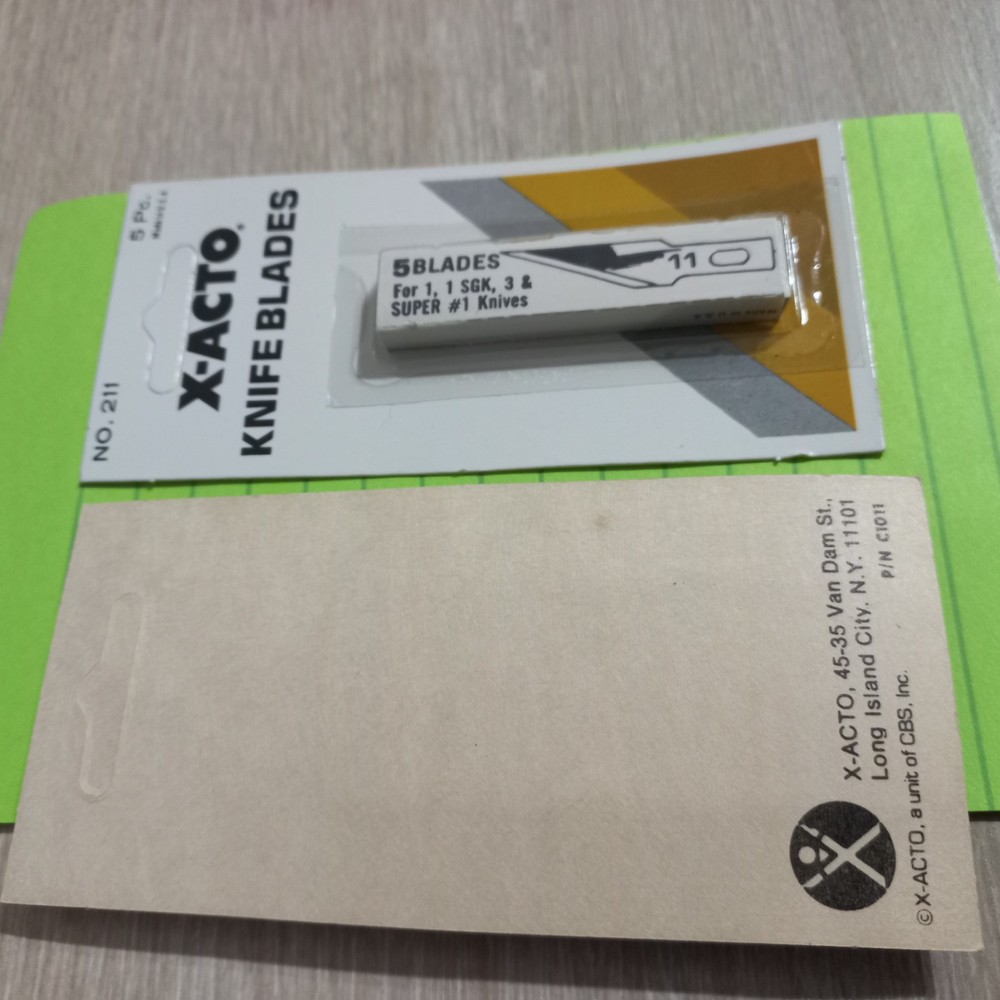 X-ACTO®
KNIFE BLADES
NO. 211
5 Pc.
5 BLADES
For 1, 1 SGK, 3 &
SUPER #1 Knives
11
X-ACTO, 45-35 Van Dam St.,
Long Island City, N.Y. 11101
P/N C1011
© X-ACTO, a unit of CBS, Inc.